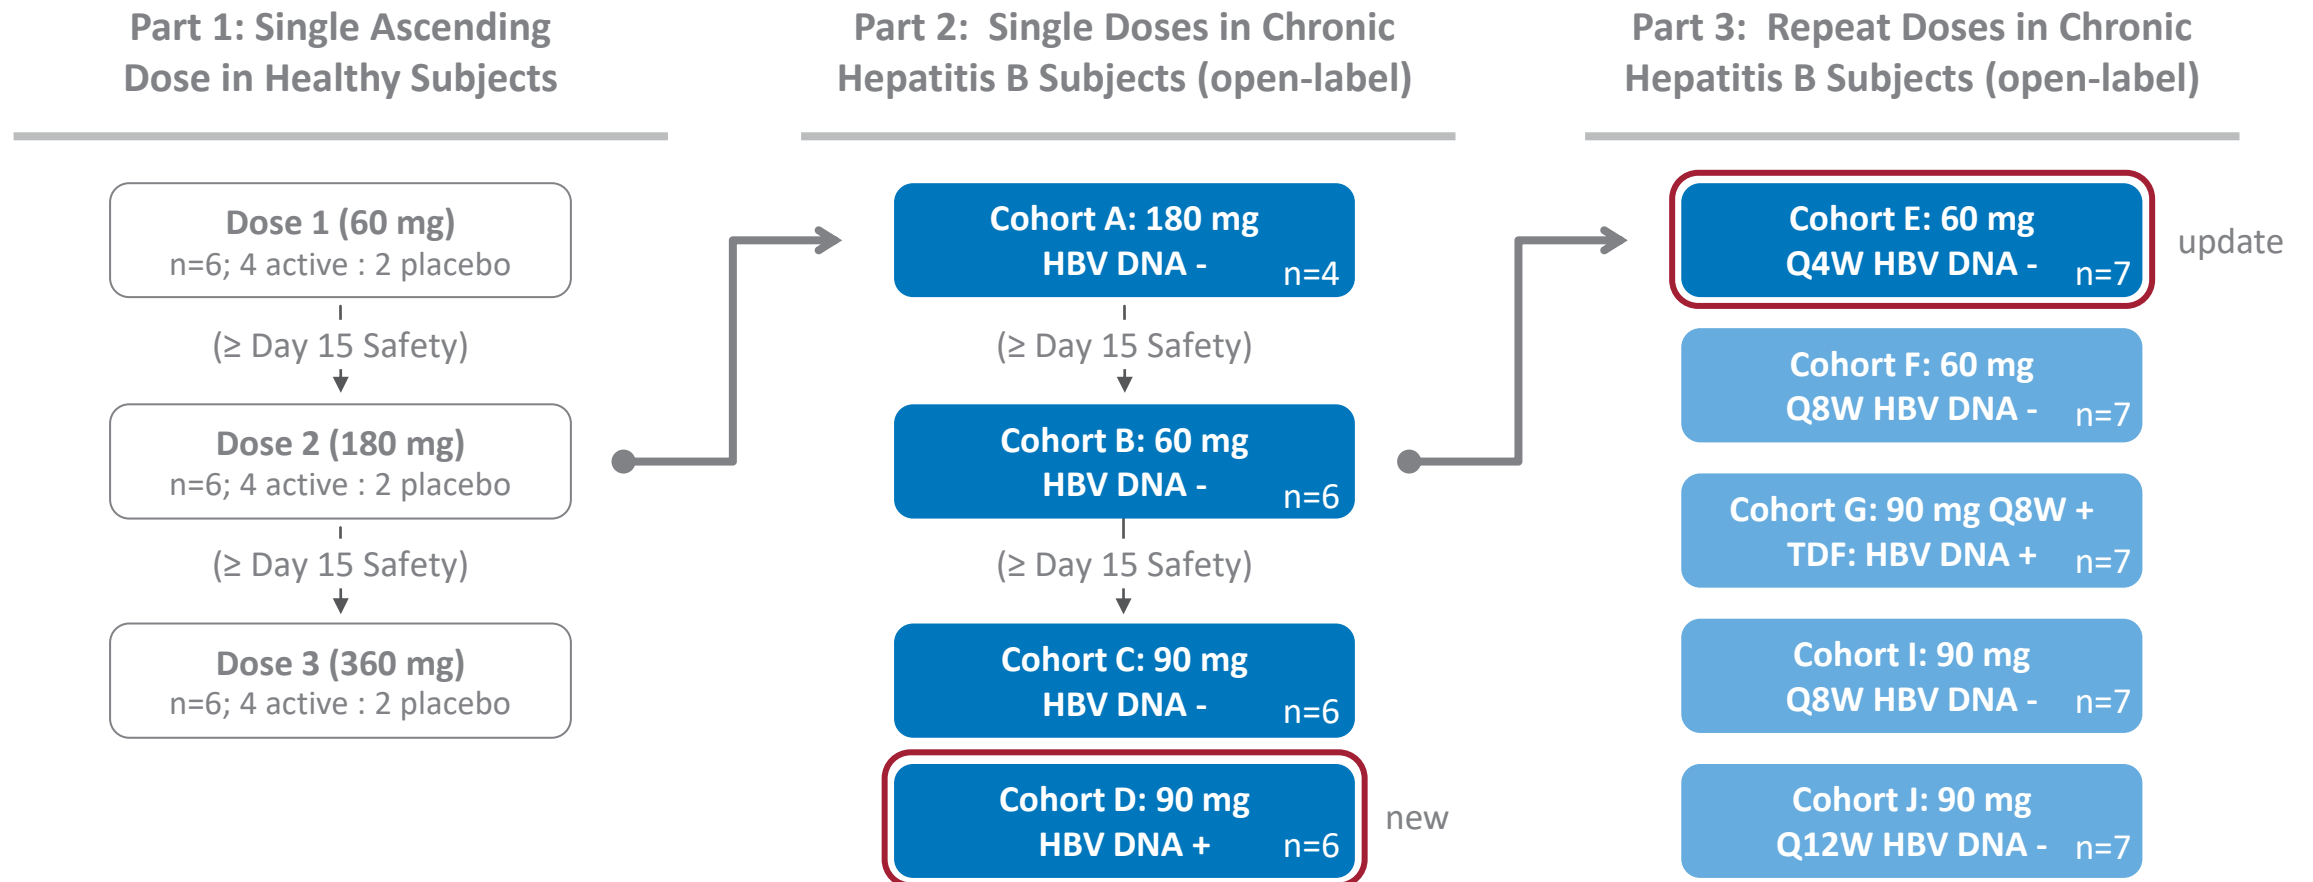 Part 1: Single Ascending
Dose in Healthy Subjects
Dose 1 (60 mg)
n=6; 4 active : 2 placebo
(≥ Day 15 Safety)
Dose 2 (180 mg)
n=6; 4 active : 2 placebo
(≥ Day 15 Safety)
Dose 3 (360 mg)
n=6; 4 active : 2 placebo
Part 2:  Single Doses in Chronic
Hepatitis B Subjects (open-label)
Cohort A: 180 mg
HBV DNA -
n=4
(≥ Day 15 Safety)
Cohort B: 60 mg
HBV DNA -
n=6
(≥ Day 15 Safety)
Cohort C: 90 mg
HBV DNA -
n=6
Cohort D: 90 mg
HBV DNA +
n=6
new
Part 3:  Repeat Doses in Chronic
Hepatitis B Subjects (open-label)
Cohort E: 60 mg
Q4W HBV DNA -
n=7
update
Cohort F: 60 mg
Q8W HBV DNA -
n=7
Cohort G: 90 mg Q8W +
TDF: HBV DNA +
n=7
Cohort I: 90 mg
Q8W HBV DNA -
n=7
Cohort J: 90 mg
Q12W HBV DNA -
n=7